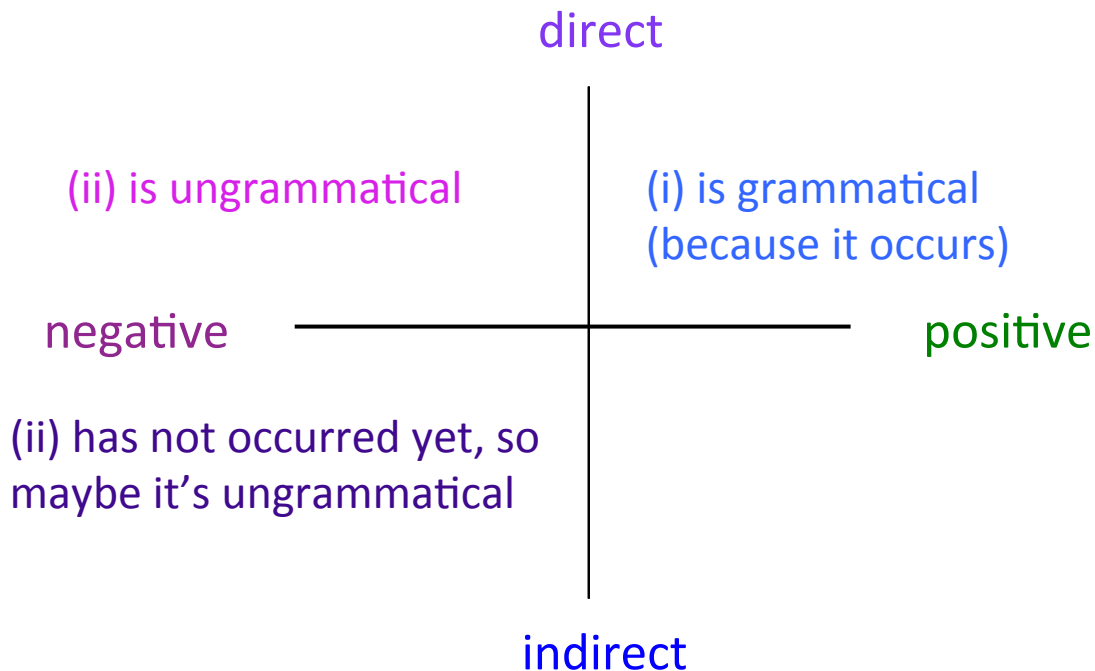 direct
(ii) is ungrammatical
(i) is grammatical
(because it occurs)
negative
positive
(ii) has not occurred yet, so
maybe it’s ungrammatical
indirect